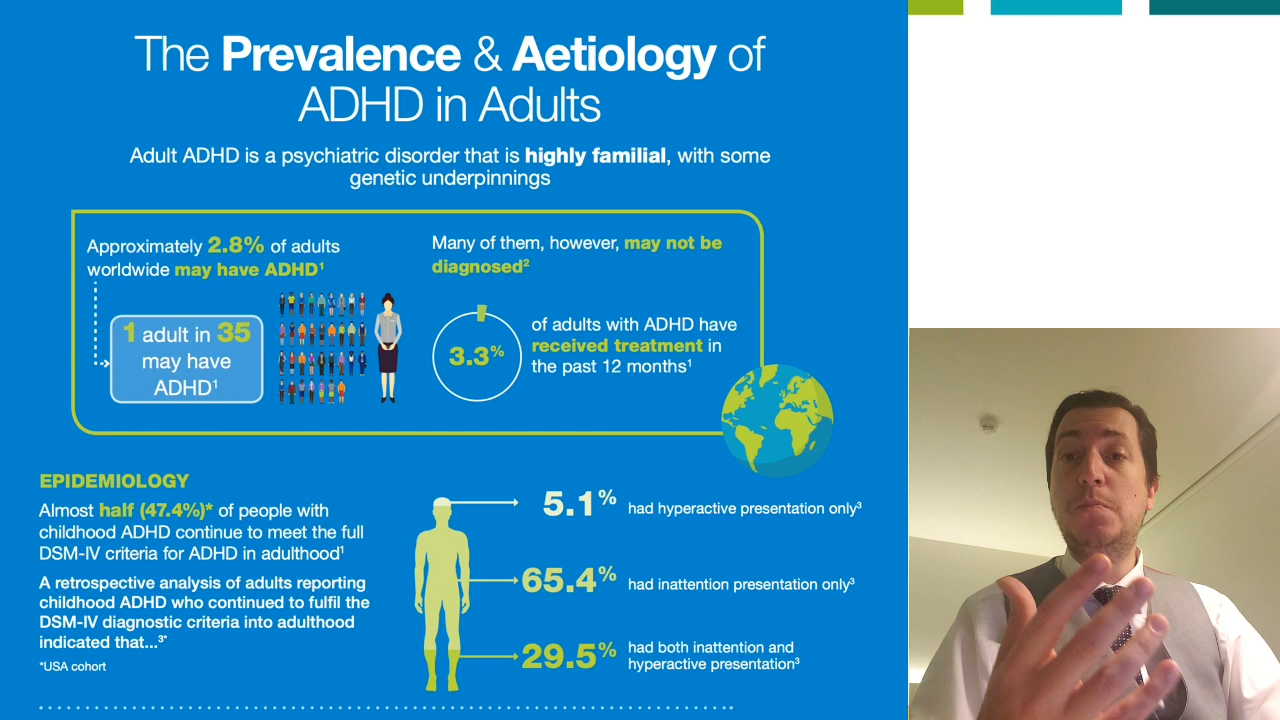 The Prevalence & Aetiology of
ADHD in Adults
Adult ADHD is a psychiatric disorder that is highly familial, with some
genetic underpinnings
Approximately 2.8% of adults
worldwide may have ADHD¹
1 adult in 35
may have
ADHD¹
Many of them, however, may not be
diagnosed²
3.3%
of adults with ADHD have
received treatment in
the past 12 months¹
EPIDEMIOLOGY
Almost half (47.4%)* of people with
childhood ADHD continue to meet the full
DSM-IV criteria for ADHD in adulthood¹
A retrospective analysis of adults reporting
childhood ADHD who continued to fulfil the
DSM-IV diagnostic criteria into adulthood
indicated that...³*
*USA cohort
5.1% had hyperactive presentation only³
65.4% had inattention presentation only³
29.5% had both inattention and
hyperactive presentation³